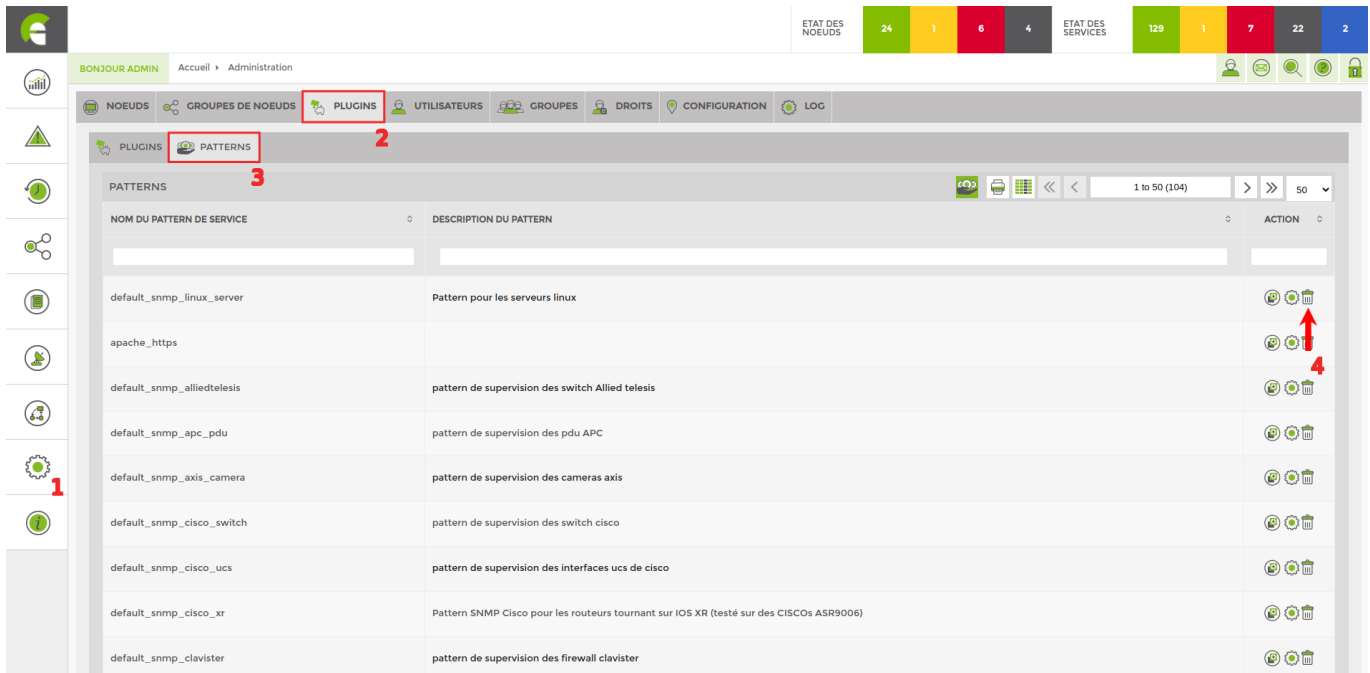 ETAT DES NOEUDS 24 1 6 4 ETAT DES SERVICES 129 1 7 22 2
BONJOUR ADMIN Accueil Administration
NOEUDS GROUPES DE NOEUDS PLUGINS UTILISATEURS GROUPES DROITS CONFIGURATION LOG
2
PLUGINS PATTERNS
3
PATTERNS 1 to 50 (104) 50
NOM DU PATTERN DE SERVICE DESCRIPTION DU PATTERN ACTION
default_snmp_linux_server Pattern pour les serveurs linux
apache_https
4
default_snmp_alliedtelesis pattern de supervision des switch Allied telesis
default_snmp_apc_pdu pattern de supervision des pdu APC
default_snmp_axis_camera pattern de supervision des cameras axis
1
default_snmp_cisco_switch pattern de supervision des switch cisco
default_snmp_cisco_ucs pattern de supervision des interfaces ucs de cisco
default_snmp_cisco_xr Pattern SNMP Cisco pour les routeurs tournant sur IOS XR (testé sur des CISCOs ASR9006)
default_snmp_clavister pattern de supervision des firewall clavister